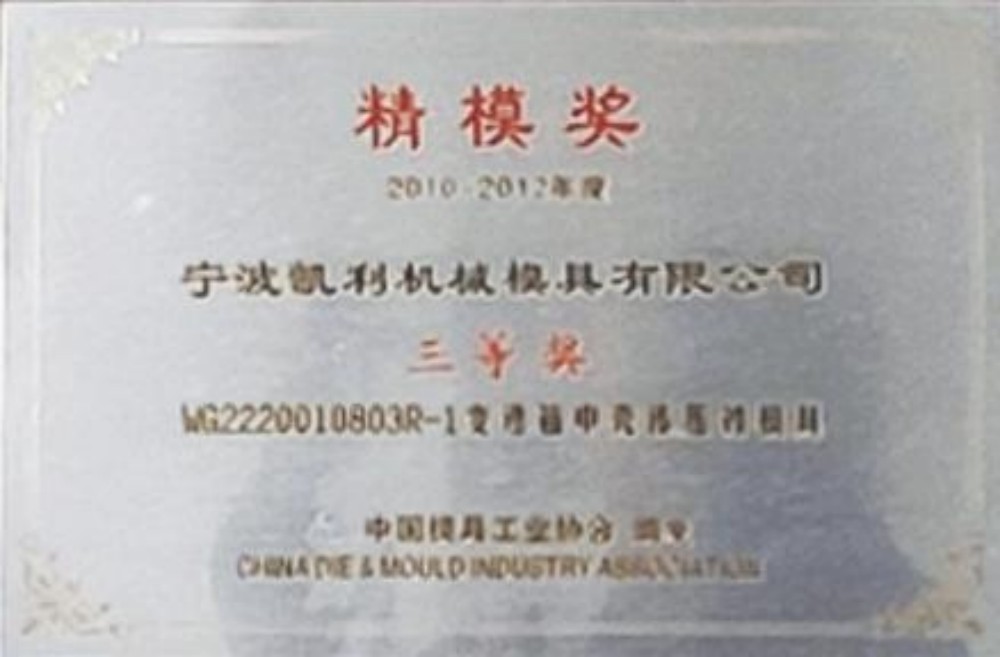 精模奖
2010-2012年度
宁波凯利机械模具有限公司
三等奖
WG2220010803R-1变速箱中壳体压铸模具
中国模具工业协会 颁发
CHINA DIE & MOULD INDUSTRY ASSOCIATION